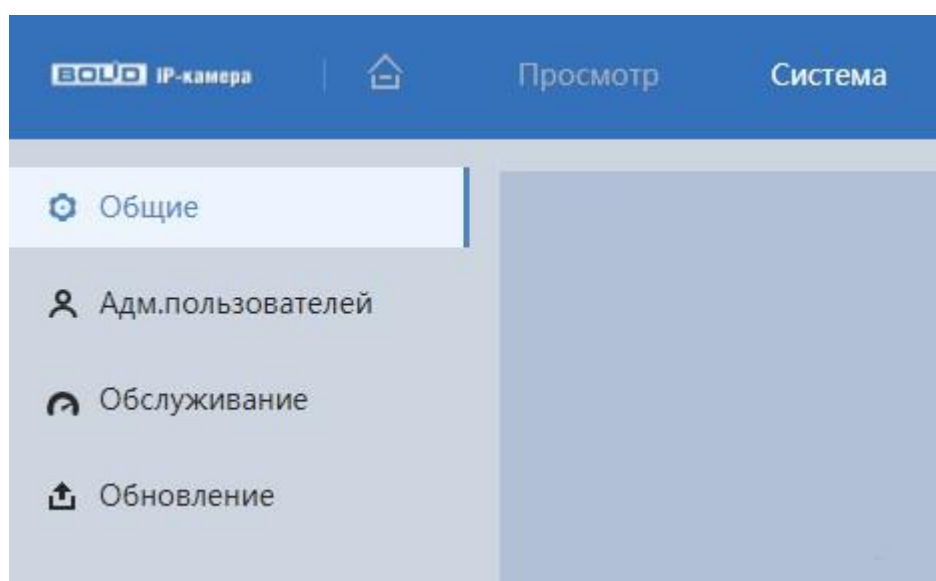 BOLID IP-камера Просмотр Система
Общие
Адм.пользователей
Обслуживание
Обновление